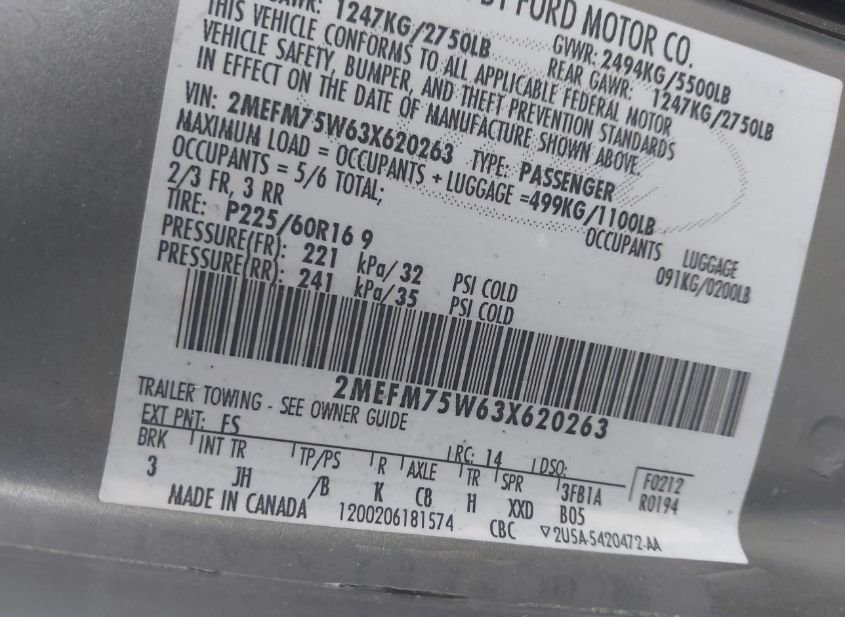 BY FORD MOTOR CO.
GVWR: 2494KG/5500LB
GAWR: 1247KG/2750LB REAR GAWR: 1247KG/2750LB
THIS VEHICLE CONFORMS TO ALL APPLICABLE FEDERAL MOTOR
VEHICLE SAFETY, BUMPER, AND THEFT PREVENTION STANDARDS
IN EFFECT ON THE DATE OF MANUFACTURE SHOWN ABOVE.
VIN: 2MEFM75W63X620263 TYPE: PASSENGER
MAXIMUM LOAD = OCCUPANTS + LUGGAGE =499KG/1100LB
OCCUPANTS = 5/6 TOTAL; OCCUPANTS LUGGAGE
2/3 FR, 3 RR 091KG/0200LB
TIRE: P225/60R16 9
PRESSURE(FR): 221 kPa/32 PSI COLD
PRESSURE(RR): 241 kPa/35 PSI COLD
2MEFM75W63X620263
TRAILER TOWING - SEE OWNER GUIDE
EXT PNT: FS RC: 14 DSO: F0212
BRK INT TR TP/PS R AXLE TR SPR 3FB1A R0194
3 JH /B K C8 H XXD B05
MADE IN CANADA 1200206181574 CBC ▽2U5A-5420472-AA